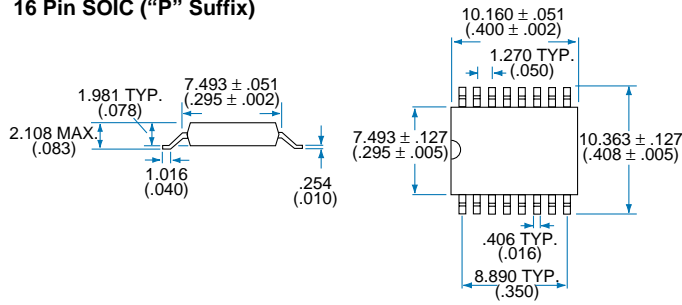 16 Pin SOIC (“P” Suffix)
10.160 ± .051
(.400 ± .002)
1.270 TYP.
(.050)
7.493 ± .051
(.295 ± .002)
1.981 TYP.
(.078)
2.108 MAX.
(.083)
1.016
(.040)
.254
(.010)
7.493 ± .127
(.295 ± .005)
10.363 ± .127
(.408 ± .005)
.406 TYP.
(.016)
8.890 TYP.
(.350)